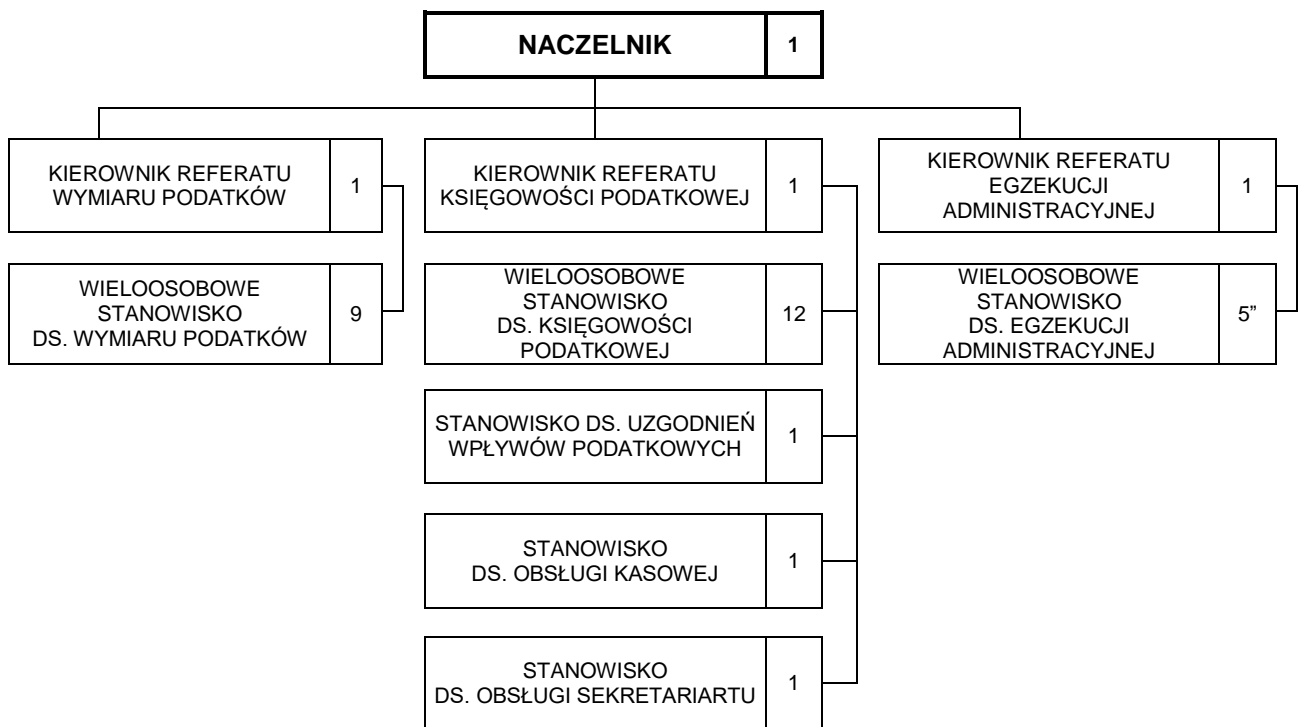 NACZELNIK
1
KIEROWNIK REFERATU
WYMIARU PODATKÓW
1
KIEROWNIK REFERATU
KSIĘGOWOŚCI PODATKOWEJ
1
KIEROWNIK REFERATU
EGZEKUCJI
ADMINISTRACYJNEJ
1
WIELOOSOBOWE
STANOWISKO
DS. WYMIARU PODATKÓW
9
WIELOOSOBOWE
STANOWISKO
DS. KSIĘGOWOŚCI
PODATKOWEJ
12
WIELOOSOBOWE
STANOWISKO
DS. EGZEKUCJI
ADMINISTRACYJNEJ
5”
STANOWISKO DS. UZGODNIEŃ
WPŁYWÓW PODATKOWYCH
1
STANOWISKO
DS. OBSŁUGI KASOWEJ
1
STANOWISKO
DS. OBSŁUGI SEKRETARIARTU
1